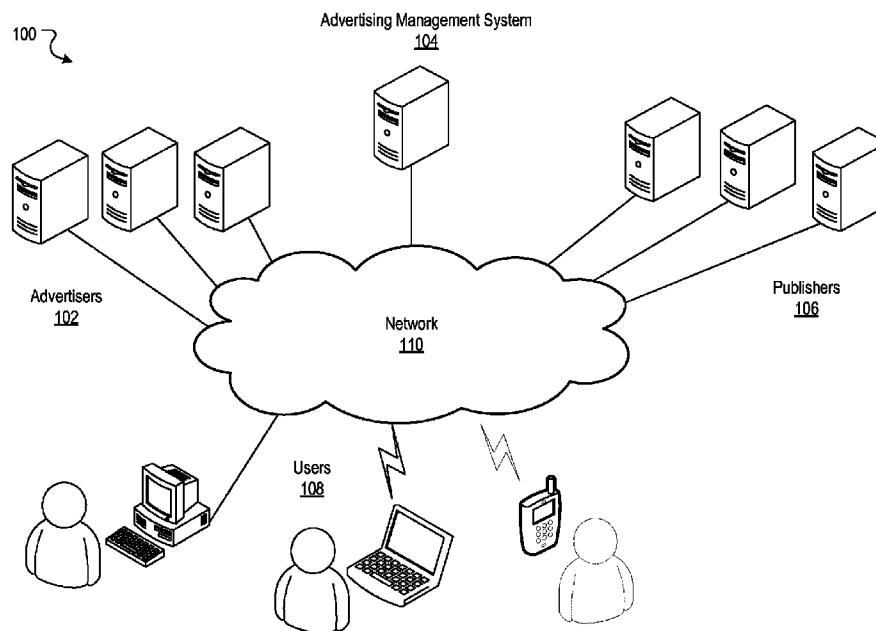 Advertising Management System
104
100
Advertisers
102
Publishers
106
Network
110
Users
108